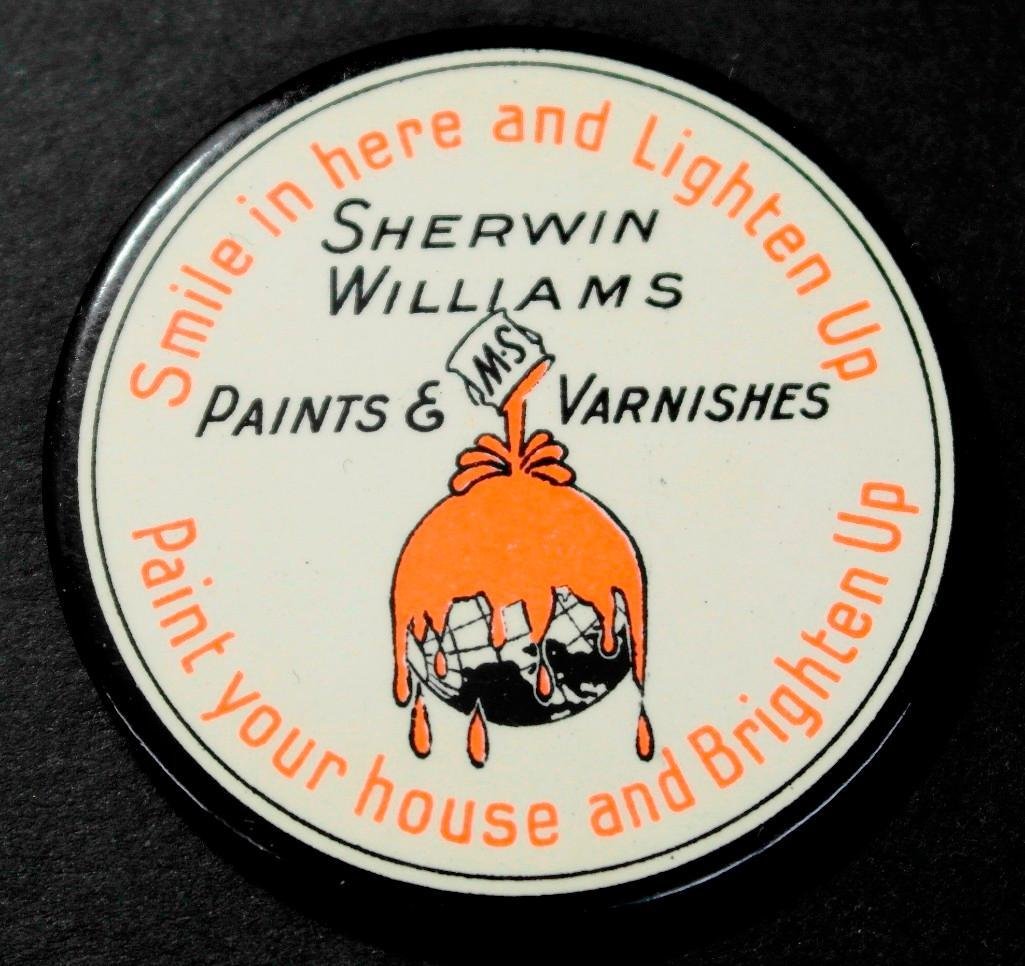 Smile in here and Lighten Up
SHERWIN
WILLIAMS
M·S
PAINTS & VARNISHES
Paint your house and Brighten Up